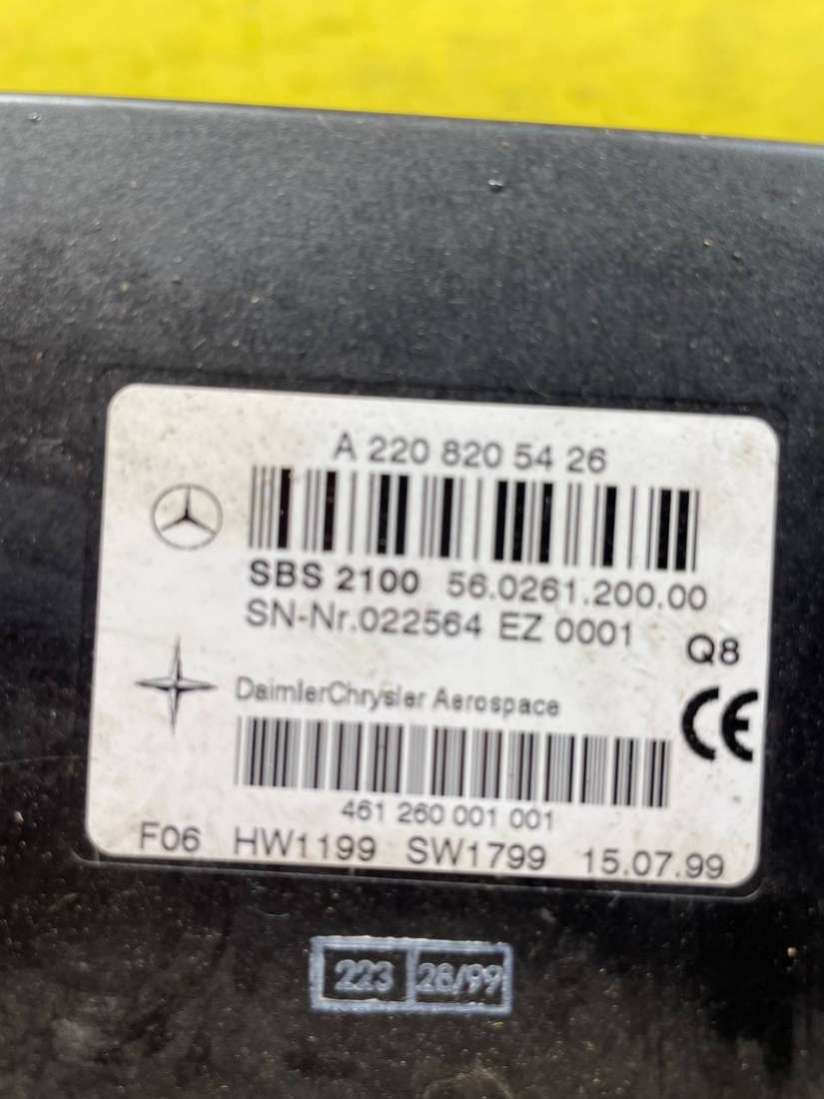 A 220 820 54 26
SBS 2100 56.0261.200.00
SN-Nr.022564 EZ 0001 Q8
DaimlerChrysler Aerospace
CE
461 260 001 001
F06 HW1199 SW1799 15.07.99
223 28/99